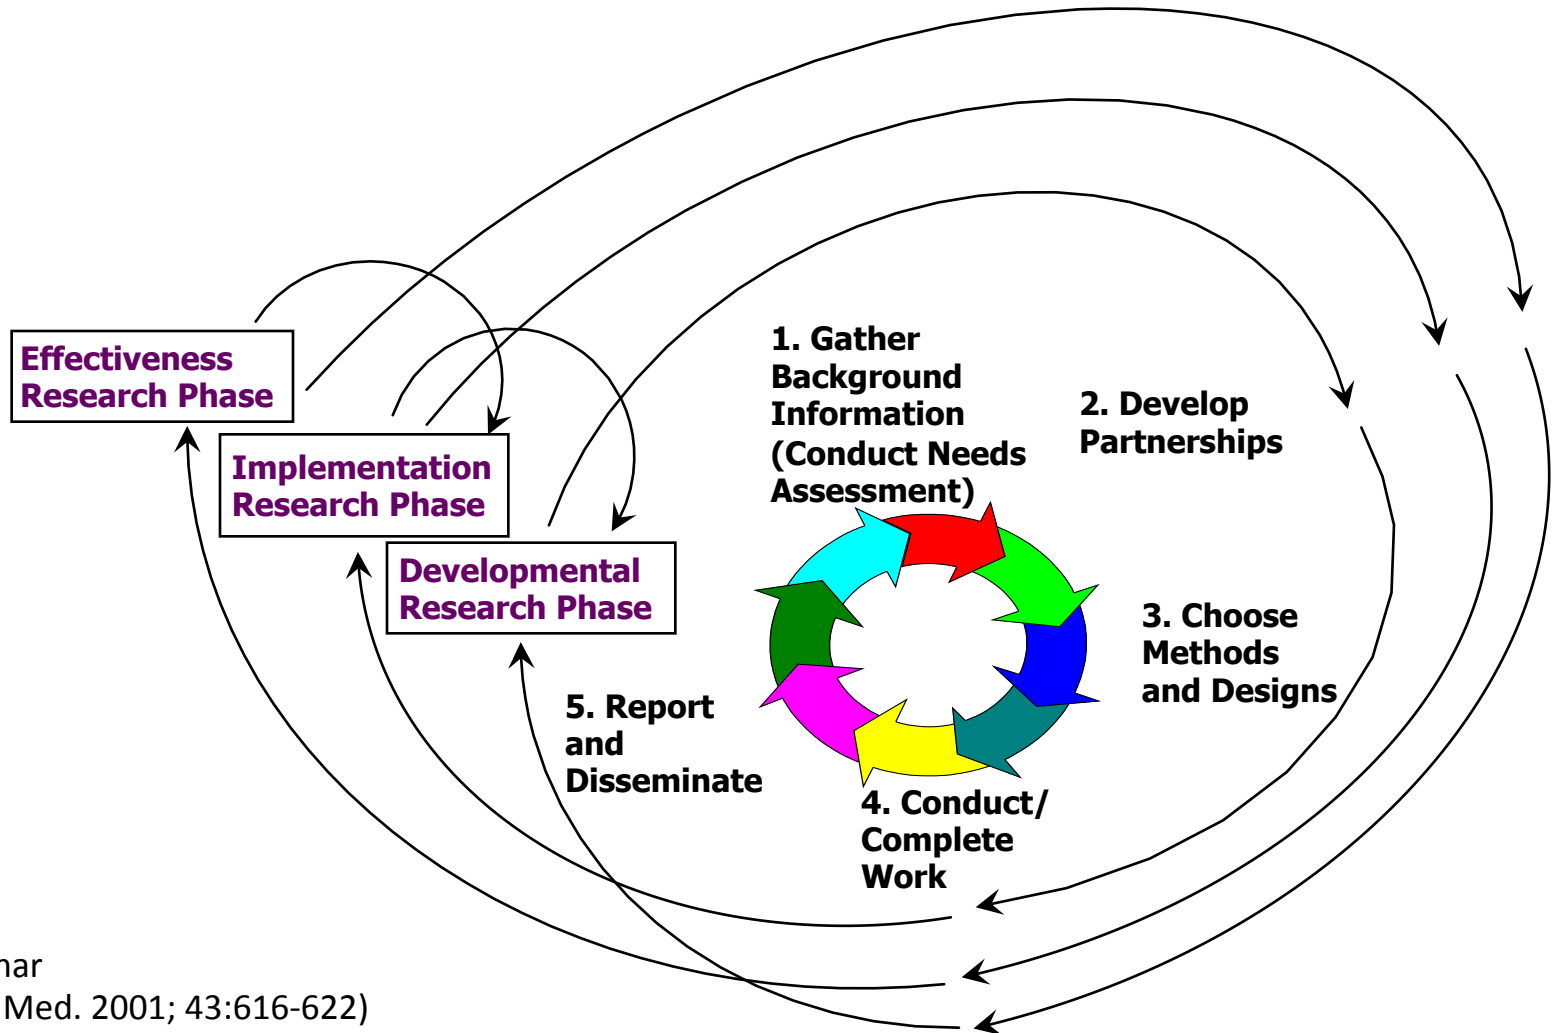 Effectiveness
Research Phase
Implementation
Research Phase
Developmental
Research Phase
1. Gather
Background
Information
(Conduct Needs
Assessment)
2. Develop
Partnerships
3. Choose
Methods
and Designs
4. Conduct/
Complete
Work
5. Report
and
Disseminate
Med. 2001; 43:616-622)